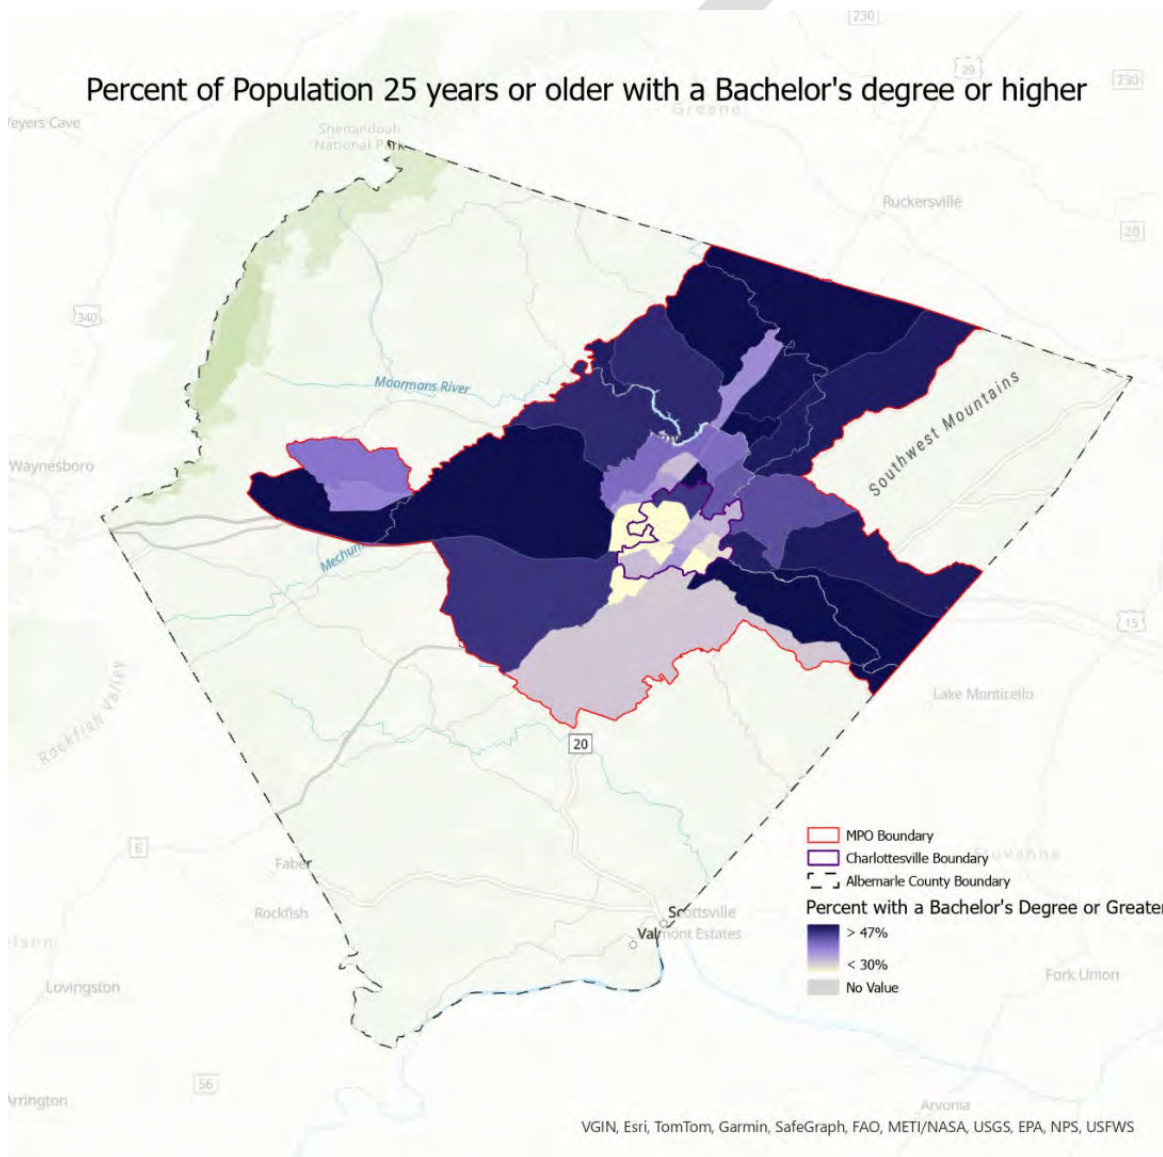 230
29
230
Percent of Population 25 years or older with a Bachelor's degree or higher
Greene
eyers Cave
Shenandoah
National Park
Ruckersville
20
340
Moormans River
Southwest Mountains
Waynesboro
Mechum
15
Rockfish Valley
Lake Monticello
20
MPO Boundary
6
Charlottesville Boundary
Faber
Albemarle County Boundary
Percent with a Bachelor's Degree or Greater
Rockfish
Scottsville
> 47%
Valmont Estates
< 30%
Fork Union
Lovingston
No Value
56
rrington
Arvonia
VGIN, Esri, TomTom, Garmin, SafeGraph, FAO, METI/NASA, USGS, EPA, NPS, USFWS